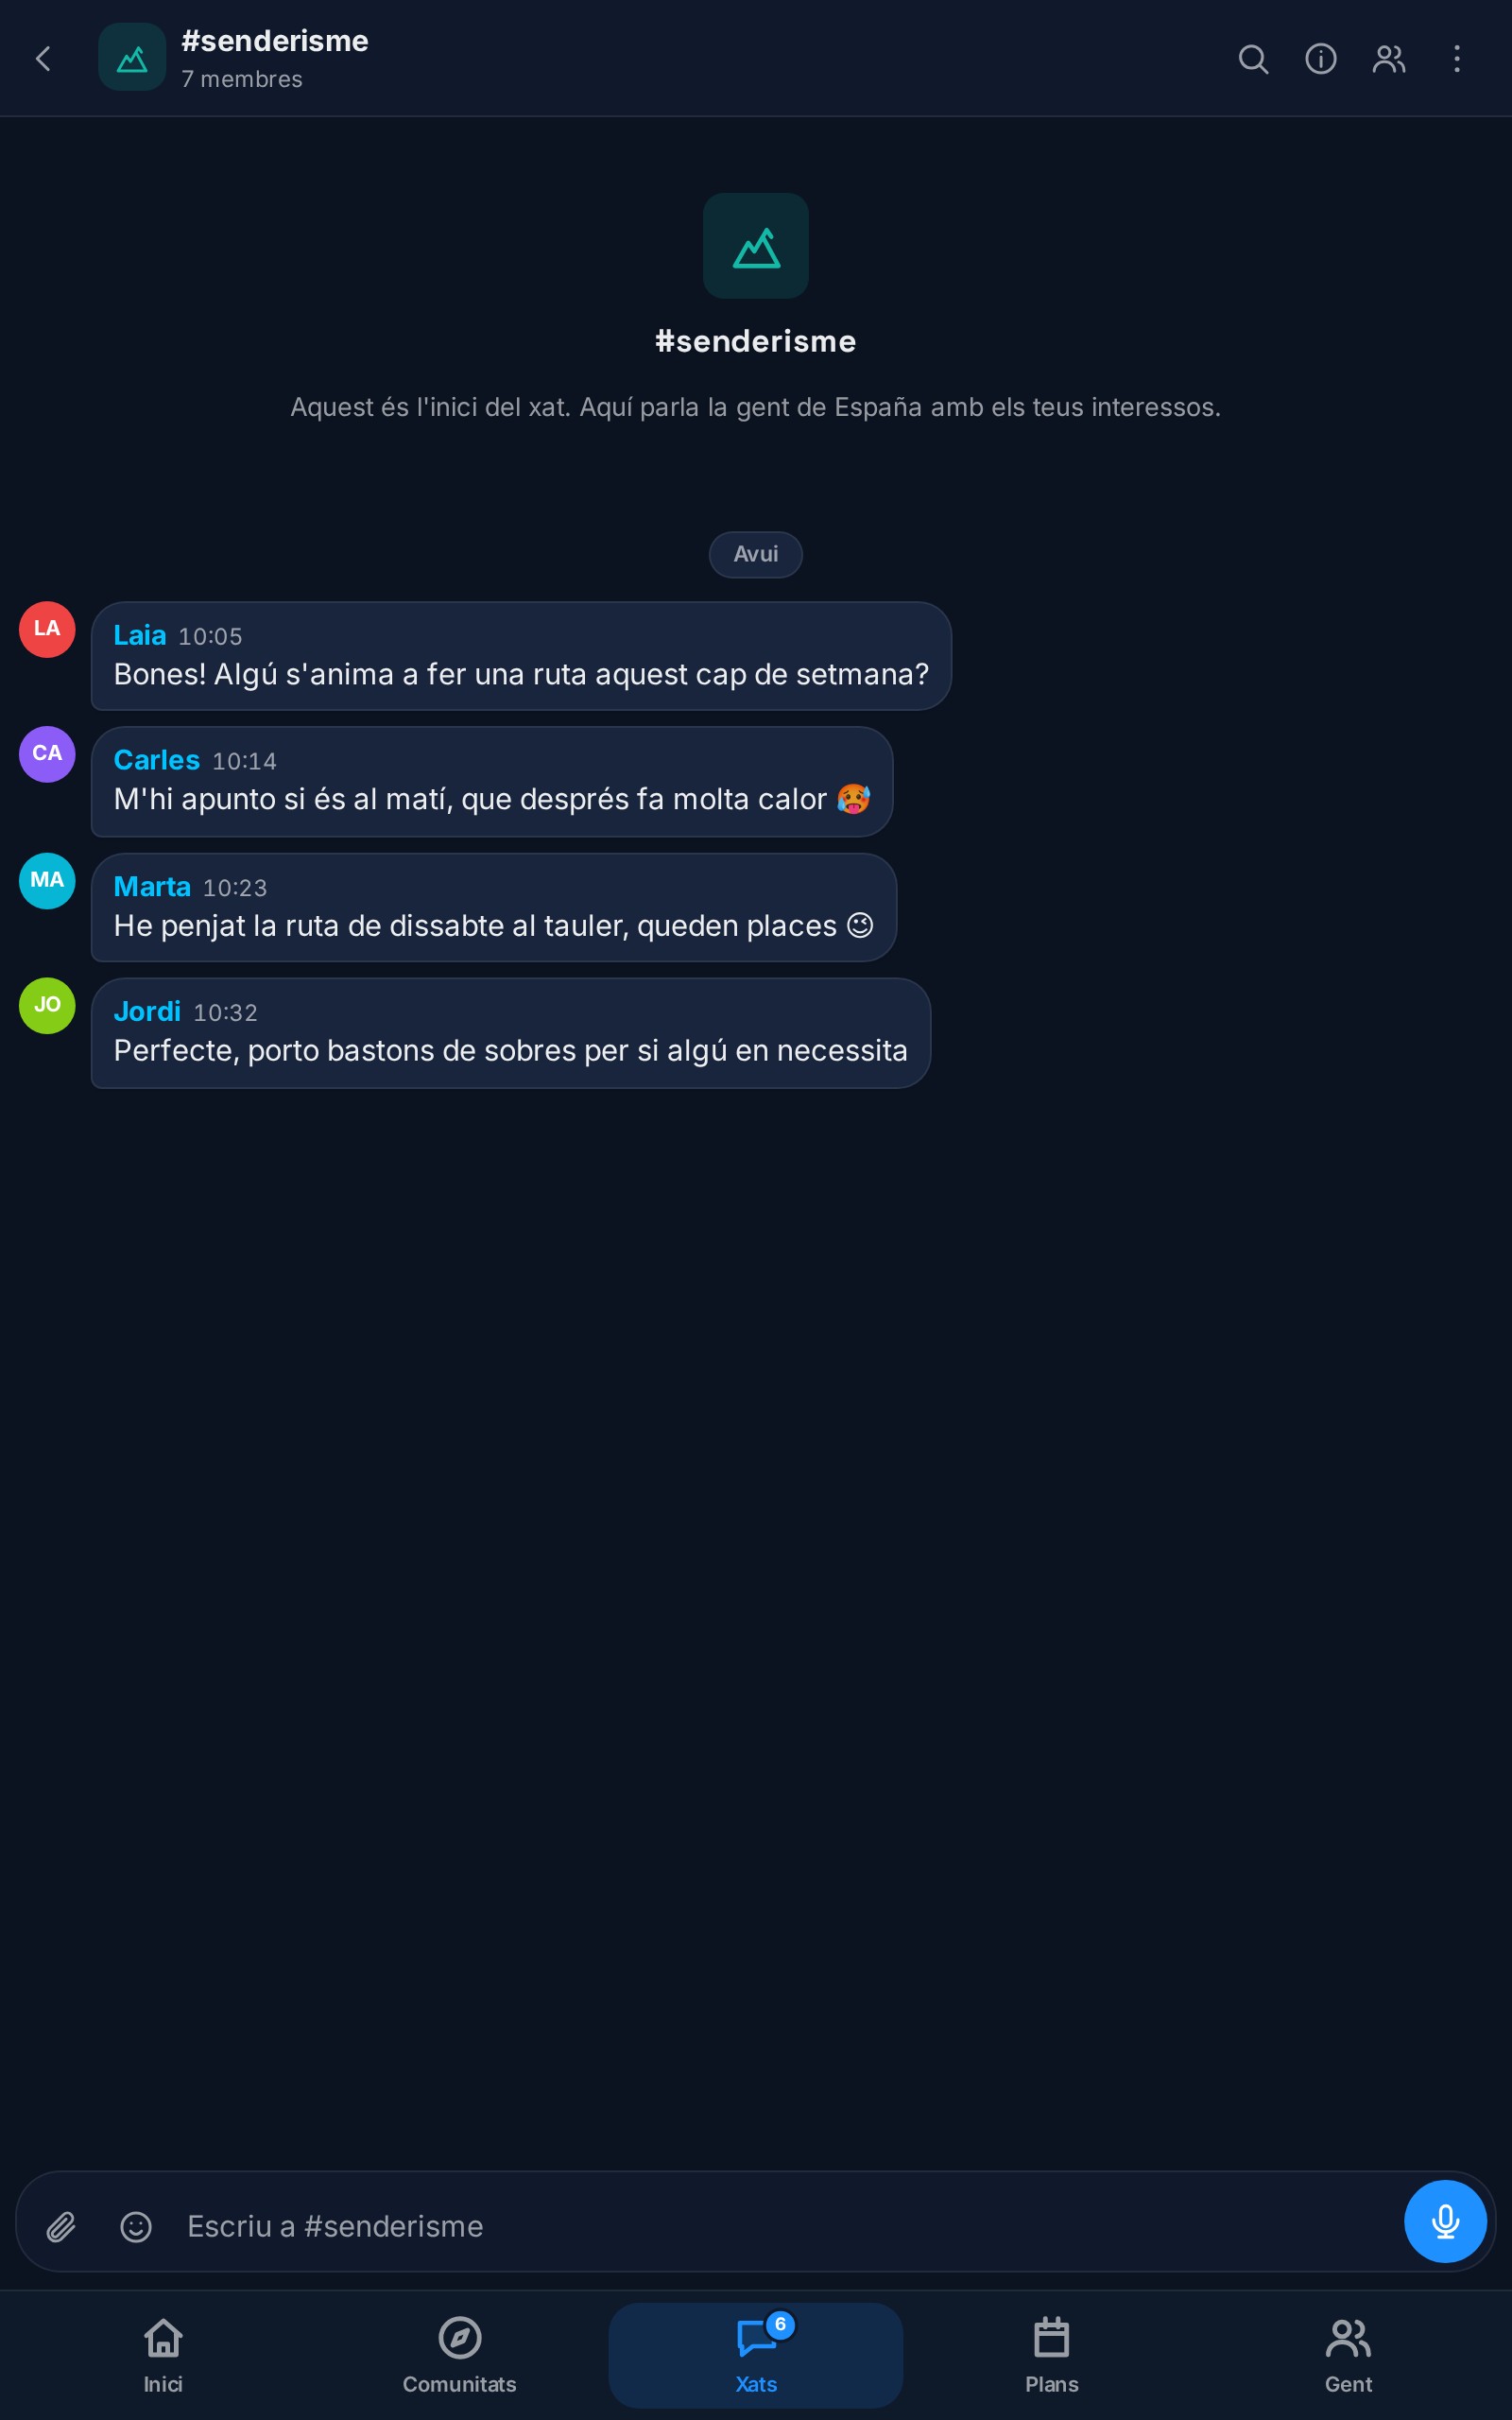 #senderisme
7 membres
#senderisme
Aquest és l'inici del xat. Aquí parla la gent de España amb els teus interessos.
Avui
LA
Laia 10:05
Bones! Algú s'anima a fer una ruta aquest cap de setmana?
CA
Carles 10:14
M'hi apunto si és al matí, que després fa molta calor 🥵
MA
Marta 10:23
He penjat la ruta de dissabte al tauler, queden places 😉
JO
Jordi 10:32
Perfecte, porto bastons de sobres per si algú en necessita
Escriu a #senderisme
6
Inici
Comunitats
Xats
Plans
Gent